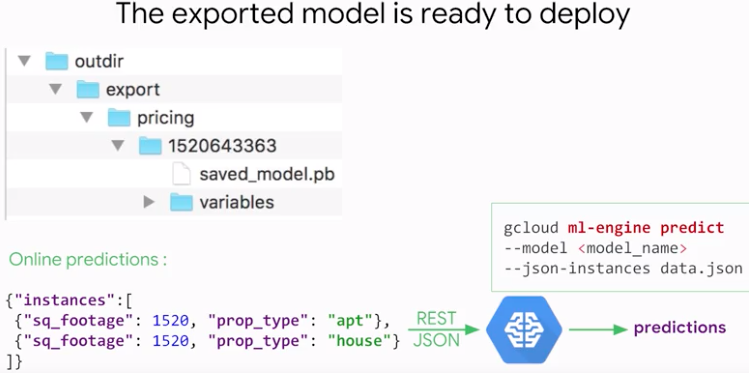 The exported model is ready to deploy
outdir
export
pricing
1520643363
saved_model.pb
variables
gcloud ml-engine predict
--model <model_name>
--json-instances data.json
Online predictions :
{"instances":[
{"sq_footage": 1520, "prop_type": "apt"},
{"sq_footage": 1520, "prop_type": "house"}
]}
REST
JSON
predictions